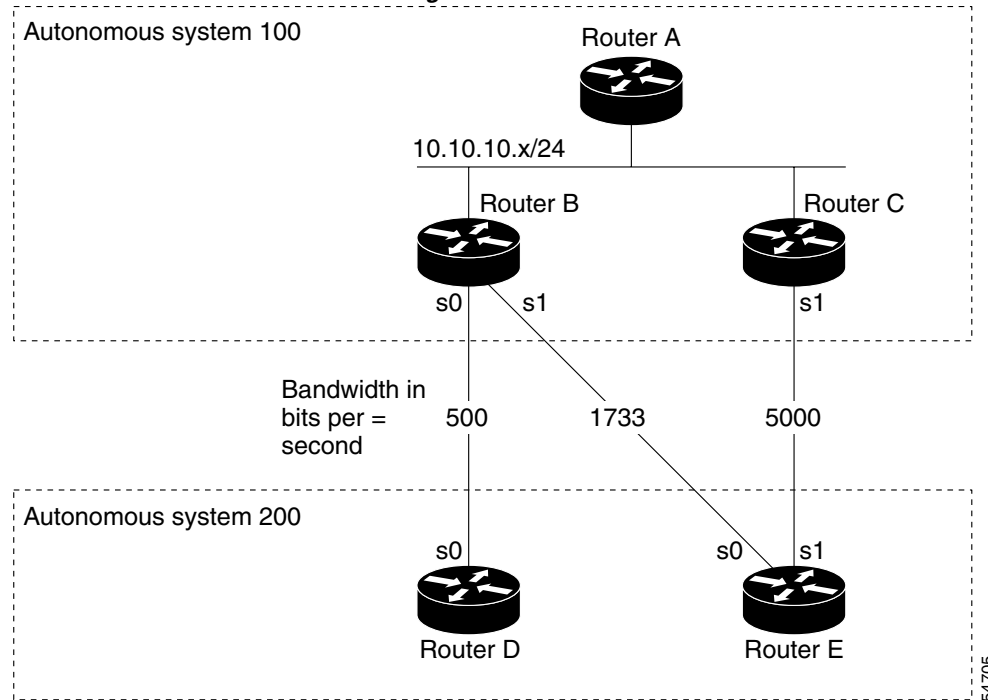 Autonomous system 100
Router A
10.10.10.x/24
Router B
Router C
s0
s1
s1
Bandwidth in
bits per =
second
500
1733
5000
Autonomous system 200
s0
s0
s1
Router D
Router E